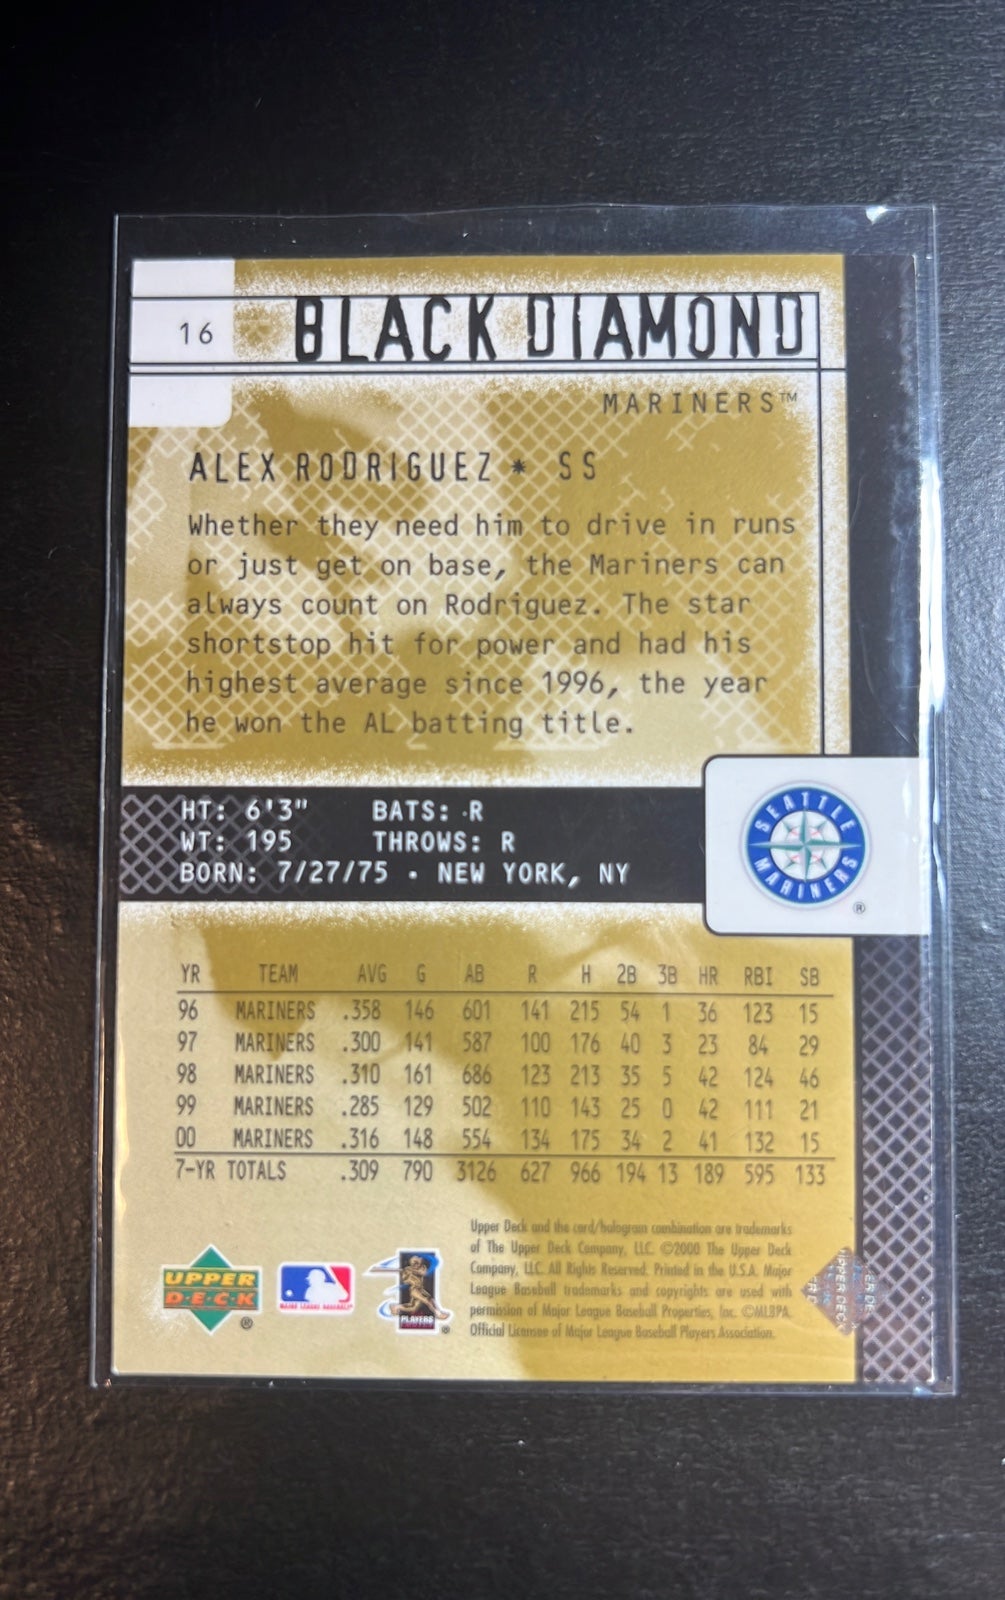 16
BLACK DIAMOND
MARINERS™
ALEX RODRIGUEZ * SS
Whether they need him to drive in runs
or just get on base, the Mariners can
always count on Rodriguez. The star
shortstop hit for power and had his
highest average since 1996, the year
he won the AL batting title.
HT: 6'3" BATS: R
WT: 195 THROWS: R
BORN: 7/27/75 • NEW YORK, NY
SEATTLE
MARINERS
®
YR TEAM AVG G AB R H 2B 3B HR RBI SB
96 MARINERS .358 146 601 141 215 54 1 36 123 15
97 MARINERS .300 141 587 100 176 40 3 23 84 29
98 MARINERS .310 161 686 123 213 35 5 42 124 46
99 MARINERS .285 129 502 110 143 25 0 42 111 21
00 MARINERS .316 148 554 134 175 34 2 41 132 15
7-YR TOTALS .309 790 3126 627 966 194 13 189 595 133
Upper Deck and the card/hologram combination are trademarks
of The Upper Deck Company, LLC. ©2000 The Upper Deck
Company, LLC. All Rights Reserved. Printed in the U.S.A. Major
League Baseball trademarks and copyrights are used with
permission of Major League Baseball Properties, Inc. ©MLBPA
Official Licensee of Major League Baseball Players Association.
UPPER
DECK
®
MAJOR LEAGUE BASEBALL
PLAYERS
®